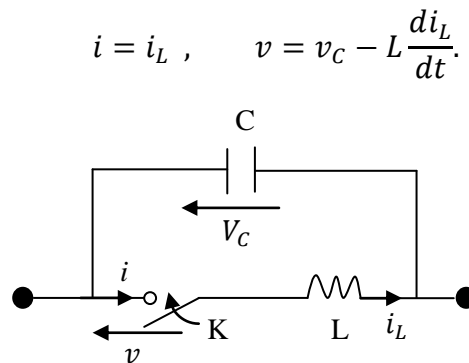 i = i_L , v = v_C − L di_L/dt.
C
V_C
i
K
L
i_L
v